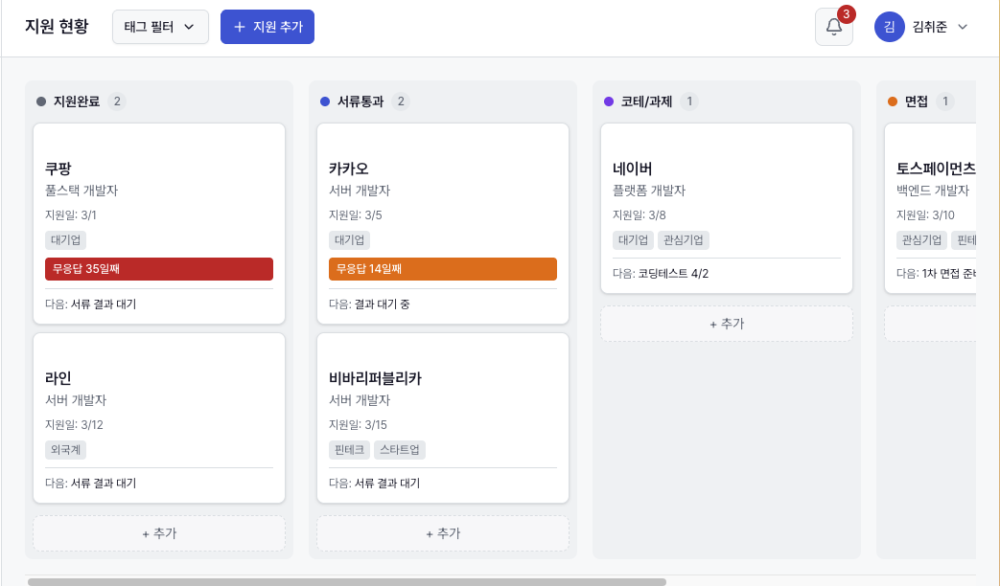 지원 현황
태그 필터
+ 지원 추가
3
김
김취준
지원완료 2
쿠팡
풀스택 개발자
지원일: 3/1
대기업
무응답 35일째
다음: 서류 결과 대기
라인
서버 개발자
지원일: 3/12
외국계
다음: 서류 결과 대기
+ 추가
서류통과 2
카카오
서버 개발자
지원일: 3/5
대기업
무응답 14일째
다음: 결과 대기 중
비바리퍼블리카
서버 개발자
지원일: 3/15
핀테크 스타트업
다음: 서류 결과 대기
+ 추가
코테/과제 1
네이버
플랫폼 개발자
지원일: 3/8
대기업 관심기업
다음: 코딩테스트 4/2
+ 추가
면접 1
토스페이먼츠
백엔드 개발자
지원일: 3/10
관심기업 핀테
다음: 1차 면접